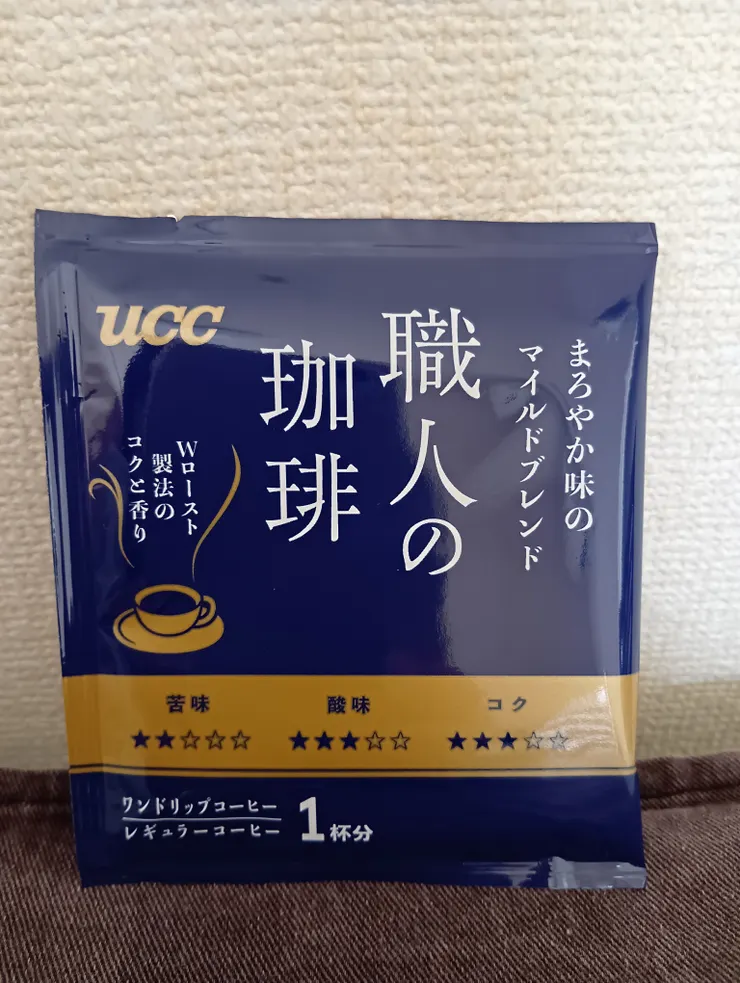 UCC
まろやか味の
マイルドブレンド
職人の
珈琲
Wロースト
製法の
コクと香り
苦味 酸味 コク
★★☆☆☆ ★★★☆☆ ★★★☆☆
ワンドリップコーヒー
レギュラーコーヒー
1杯分